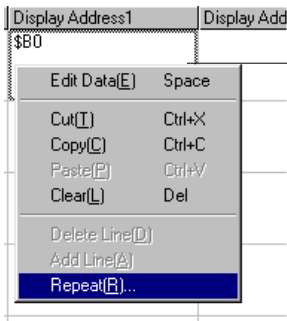 Display Address1 Display Add
$B0
Edit Data(E) Space
Cut(T) Ctrl+X
Copy(C) Ctrl+C
Paste(P) Ctrl+V
Clear(L) Del
Delete Line(D)
Add Line(A)
Repeat(R)...